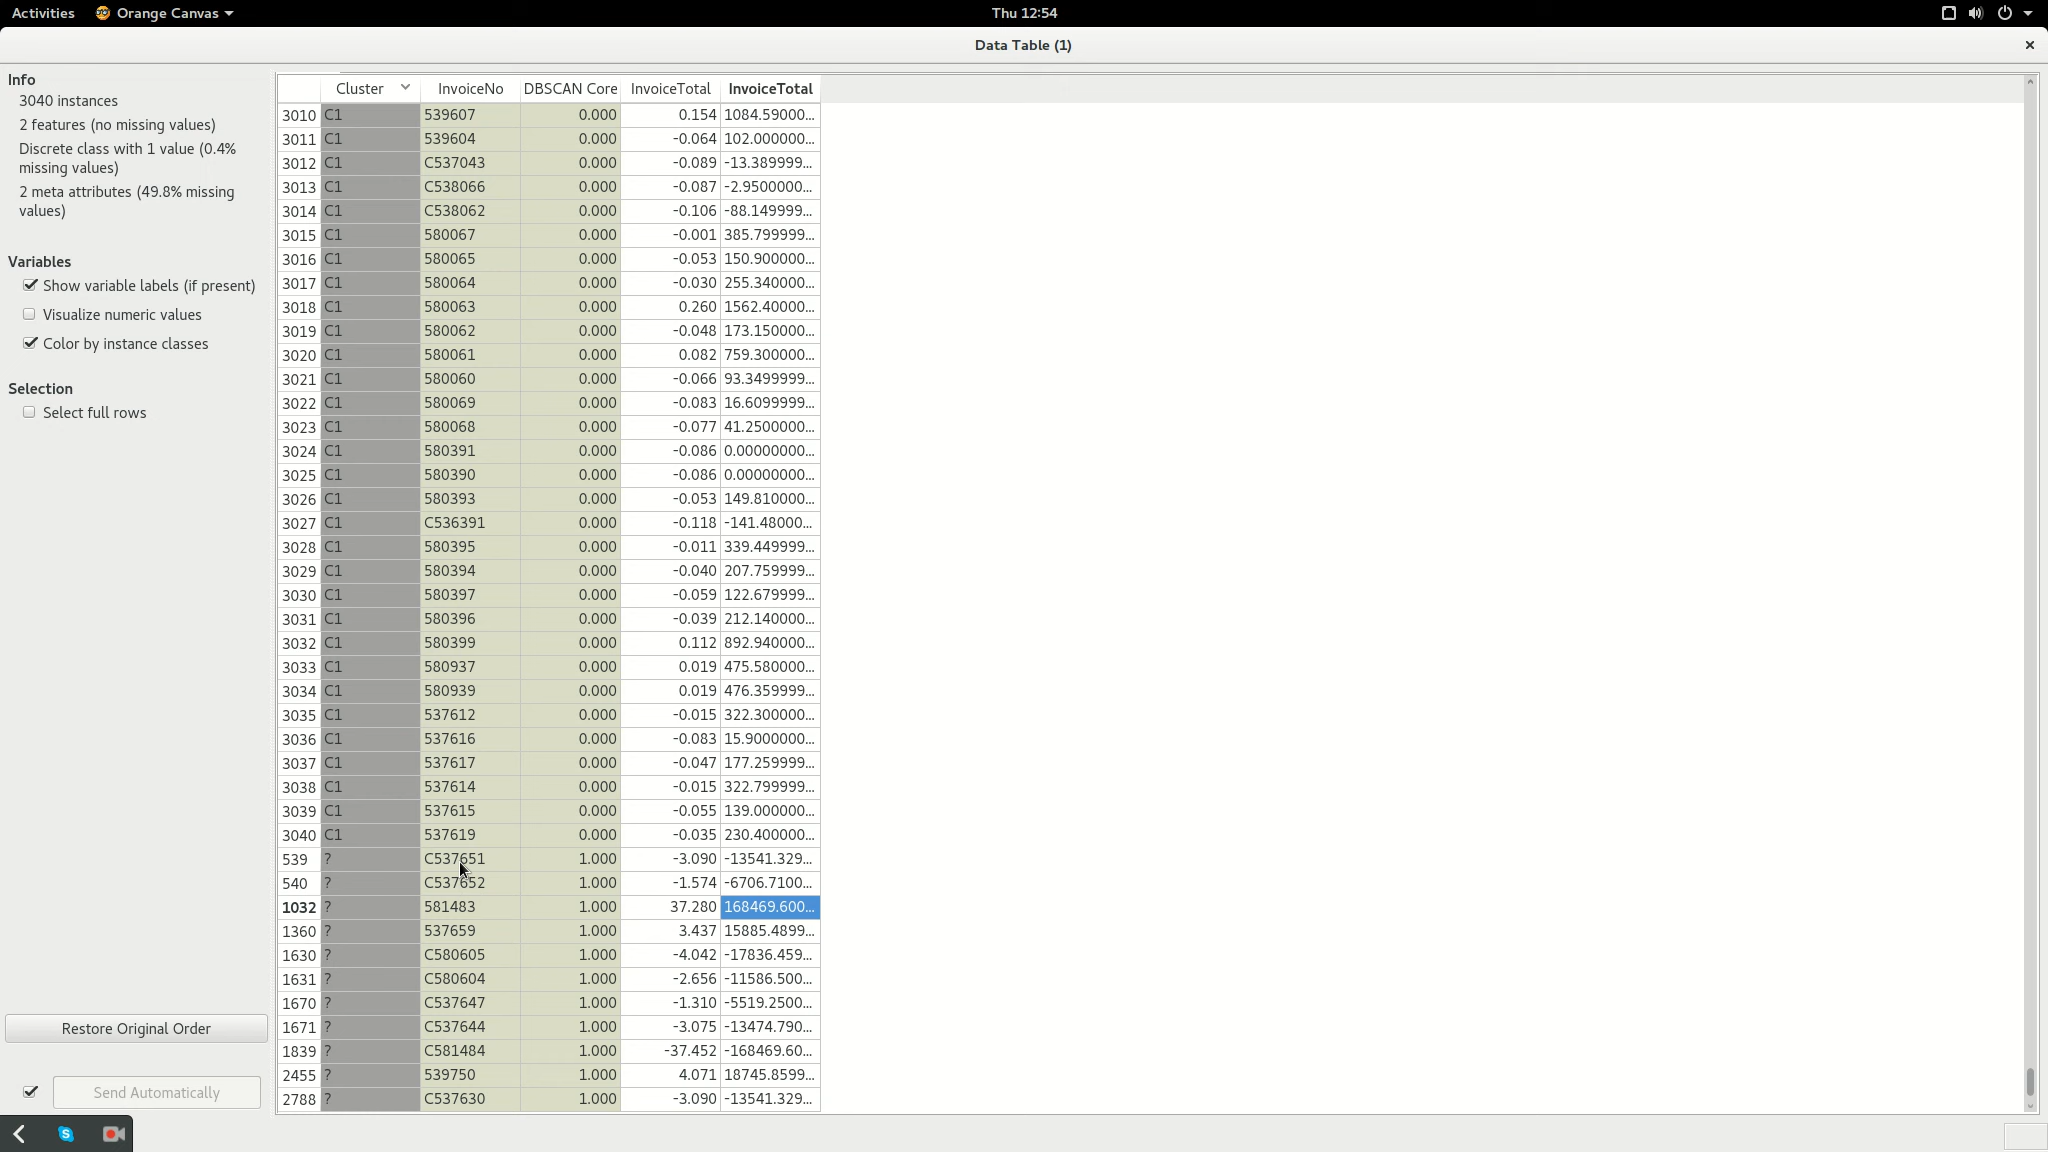 Activities Orange Canvas Thu 12:54
Data Table (1)
Info
3040 instances
2 features (no missing values)
Discrete class with 1 value (0.4%
missing values)
2 meta attributes (49.8% missing
values)
Variables
Show variable labels (if present)
Visualize numeric values
Color by instance classes
Selection
Select full rows
Restore Original Order
Send Automatically
Cluster InvoiceNo DBSCAN Core InvoiceTotal InvoiceTotal
3010 C1 539607 0.000 0.154 1084.59000...
3011 C1 539604 0.000 -0.064 102.000000...
3012 C1 C537043 0.000 -0.089 -13.389999...
3013 C1 C538066 0.000 -0.087 -2.9500000...
3014 C1 C538062 0.000 -0.106 -88.149999...
3015 C1 580067 0.000 -0.001 385.799999...
3016 C1 580065 0.000 -0.053 150.900000...
3017 C1 580064 0.000 -0.030 255.340000...
3018 C1 580063 0.000 0.260 1562.40000...
3019 C1 580062 0.000 -0.048 173.150000...
3020 C1 580061 0.000 0.082 759.300000...
3021 C1 580060 0.000 -0.066 93.3499999...
3022 C1 580069 0.000 -0.083 16.6099999...
3023 C1 580068 0.000 -0.077 41.2500000...
3024 C1 580391 0.000 -0.086 0.00000000...
3025 C1 580390 0.000 -0.086 0.00000000...
3026 C1 580393 0.000 -0.053 149.810000...
3027 C1 C536391 0.000 -0.118 -141.48000...
3028 C1 580395 0.000 -0.011 339.449999...
3029 C1 580394 0.000 -0.040 207.759999...
3030 C1 580397 0.000 -0.059 122.679999...
3031 C1 580396 0.000 -0.039 212.140000...
3032 C1 580399 0.000 0.112 892.940000...
3033 C1 580937 0.000 0.019 475.580000...
3034 C1 580939 0.000 0.019 476.359999...
3035 C1 537612 0.000 -0.015 322.300000...
3036 C1 537616 0.000 -0.083 15.9000000...
3037 C1 537617 0.000 -0.047 177.259999...
3038 C1 537614 0.000 -0.015 322.799999...
3039 C1 537615 0.000 -0.055 139.000000...
3040 C1 537619 0.000 -0.035 230.400000...
539 ? C537651 1.000 -3.090 -13541.329...
540 ? C537652 1.000 -1.574 -6706.7100...
1032 ? 581483 1.000 37.280 168469.600...
1360 ? 537659 1.000 3.437 15885.4899...
1630 ? C580605 1.000 -4.042 -17836.459...
1631 ? C580604 1.000 -2.656 -11586.500...
1670 ? C537647 1.000 -1.310 -5519.2500...
1671 ? C537644 1.000 -3.075 -13474.790...
1839 ? C581484 1.000 -37.452 -168469.60...
2455 ? 539750 1.000 4.071 18745.8599...
2788 ? C537630 1.000 -3.090 -13541.329...